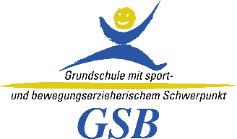 Grundschule mit sport-
und bewegungserzieherischem Schwerpunkt
GSB